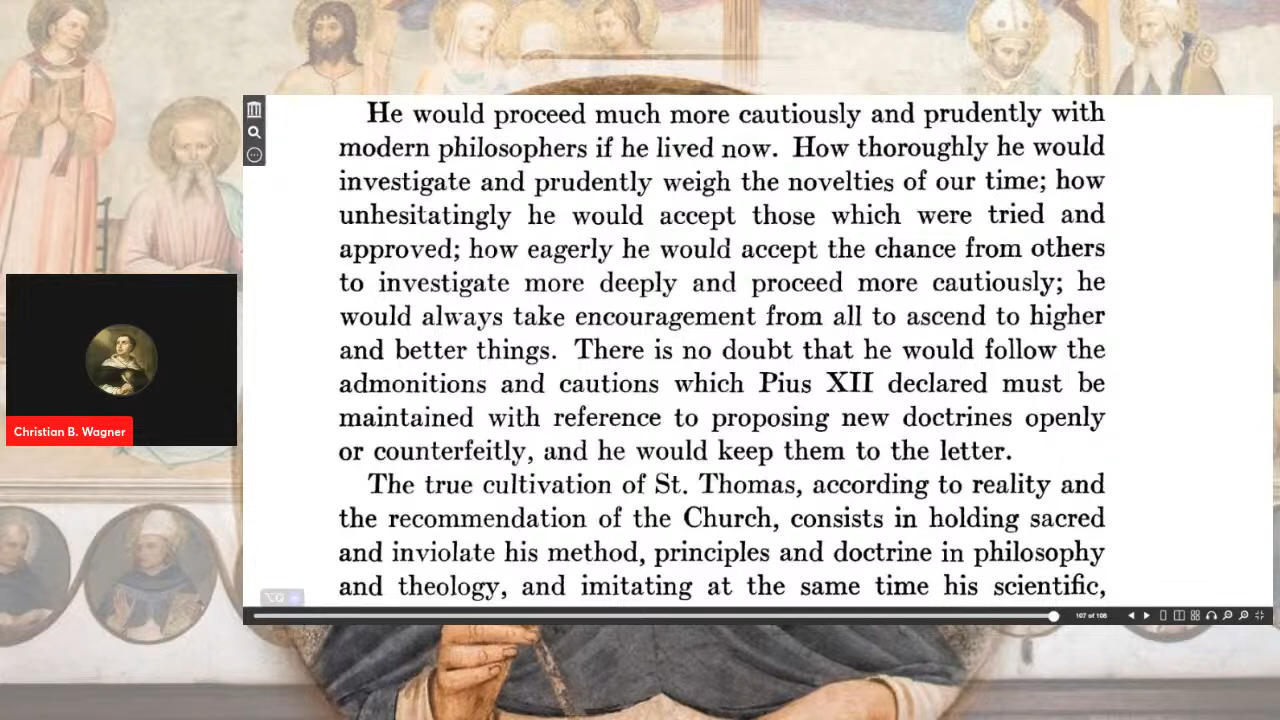 He would proceed much more cautiously and prudently with
modern philosophers if he lived now. How thoroughly he would
investigate and prudently weigh the novelties of our time; how
unhesitatingly he would accept those which were tried and
approved; how eagerly he would accept the chance from others
to investigate more deeply and proceed more cautiously; he
would always take encouragement from all to ascend to higher
and better things. There is no doubt that he would follow the
admonitions and cautions which Pius XII declared must be
maintained with reference to proposing new doctrines openly
or counterfeitly, and he would keep them to the letter.
The true cultivation of St. Thomas, according to reality and
the recommendation of the Church, consists in holding sacred
and inviolate his method, principles and doctrine in philosophy
and theology, and imitating at the same time his scientific,
Christian B. Wagner
107 of 108